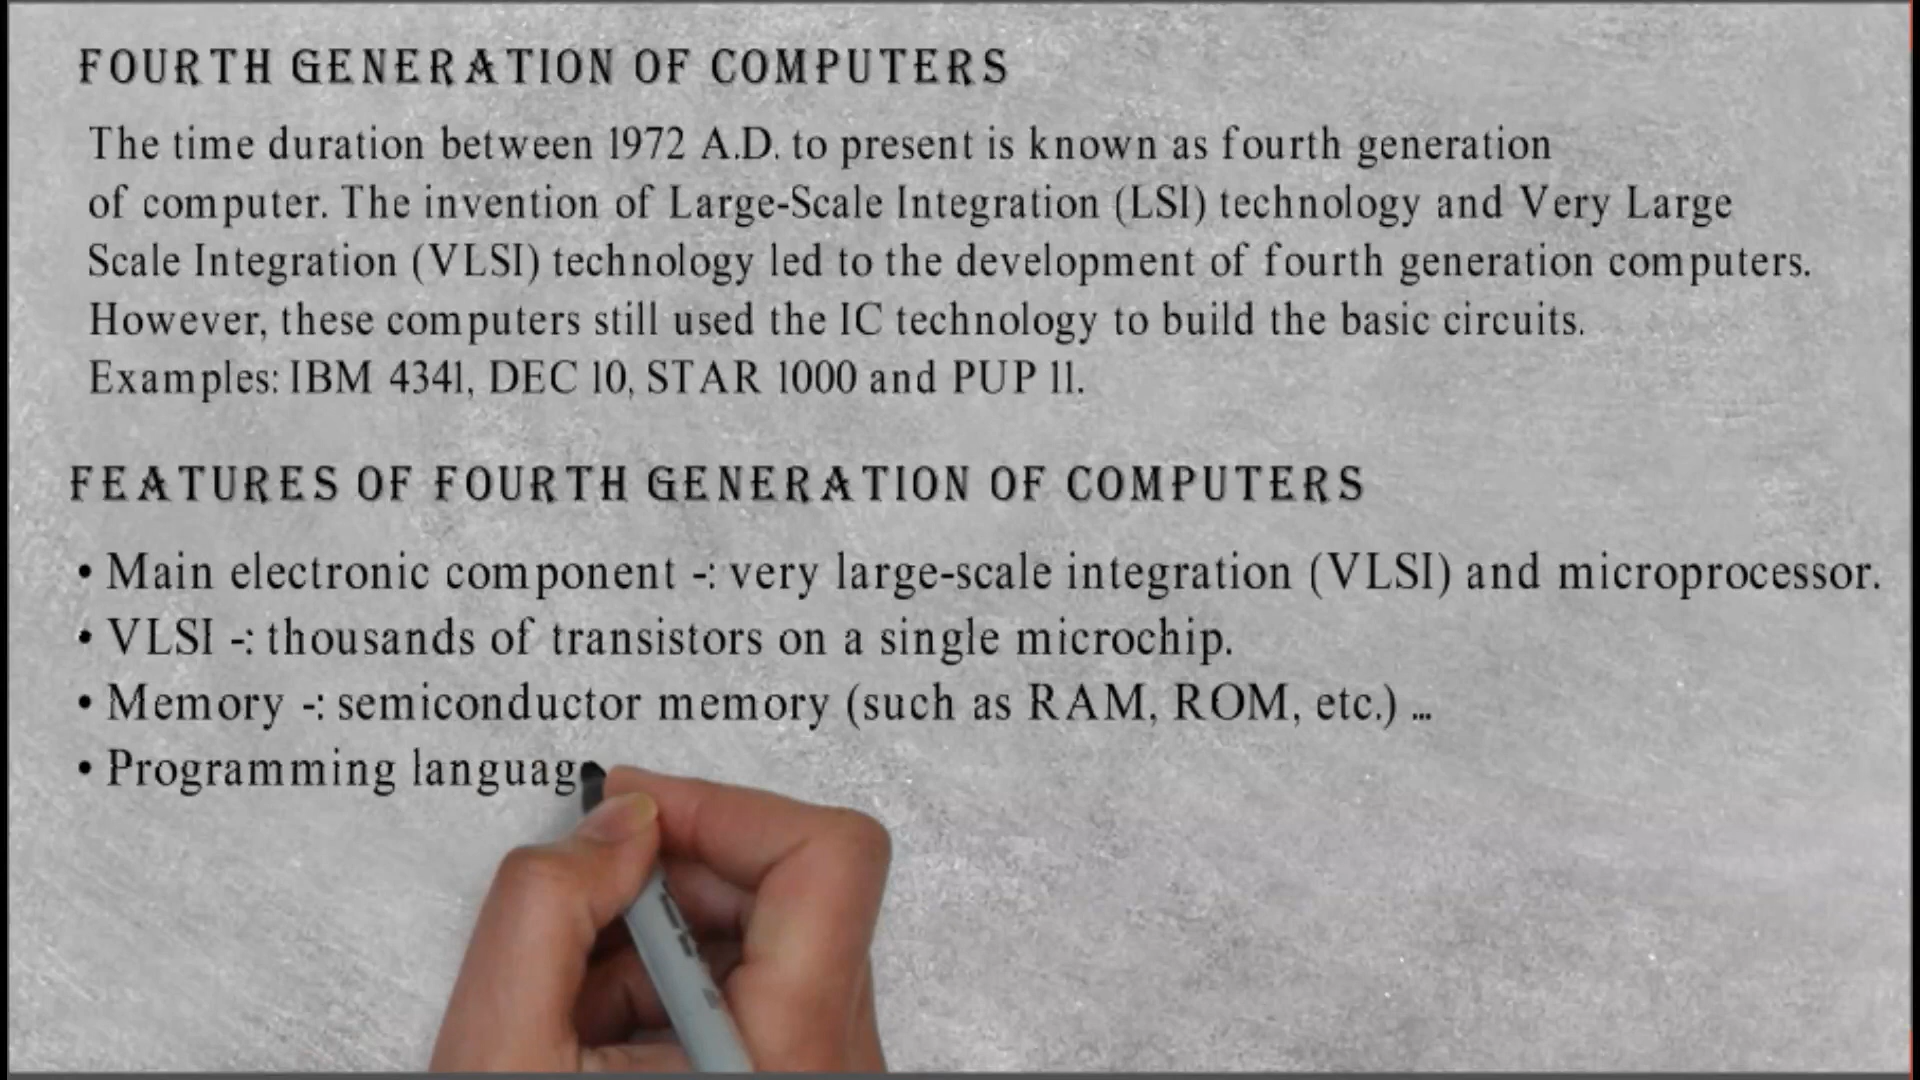 FOURTH GENERATION OF COMPUTERS
The time duration between 1972 A.D. to present is known as fourth generation
of computer. The invention of Large-Scale Integration (LSI) technology and Very Large
Scale Integration (VLSI) technology led to the development of fourth generation computers.
However, these computers still used the IC technology to build the basic circuits.
Examples: IBM 4341, DEC 10, STAR 1000 and PUP 11.
FEATURES OF FOURTH GENERATION OF COMPUTERS
• Main electronic component -: very large-scale integration (VLSI) and microprocessor.
• VLSI -: thousands of transistors on a single microchip.
• Memory -: semiconductor memory (such as RAM, ROM, etc.) ...
• Programming languag